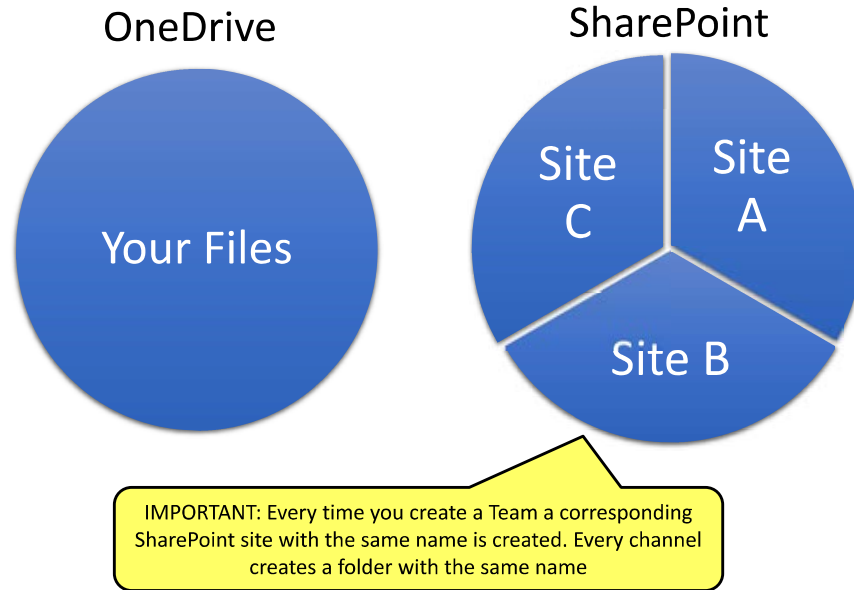 OneDrive
SharePoint
Your Files
Site
C
Site
A
Site B
IMPORTANT: Every time you create a Team a corresponding
SharePoint site with the same name is created. Every channel
creates a folder with the same name